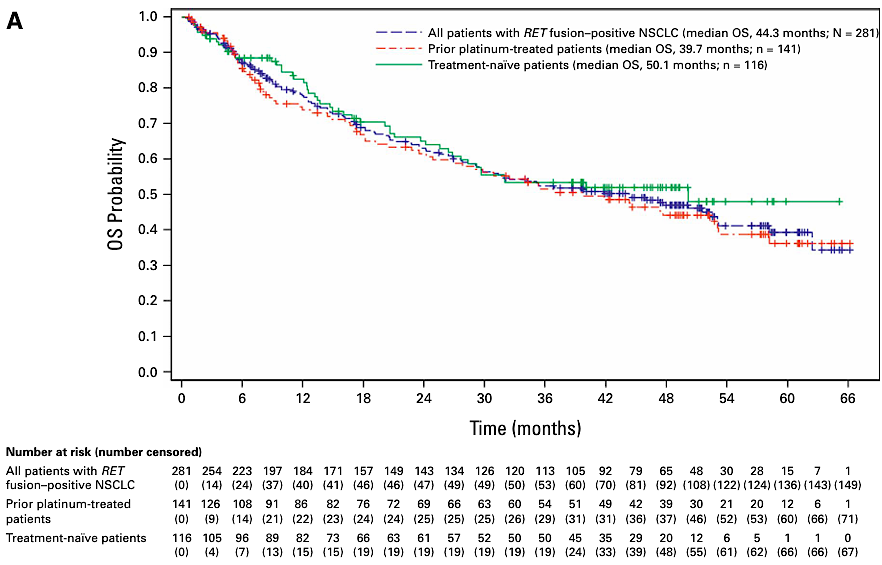 A
All patients with RET fusion–positive NSCLC (median OS, 44.3 months; N = 281)
Prior platinum-treated patients (median OS, 39.7 months; n = 141)
Treatment-naïve patients (median OS, 50.1 months; n = 116)
OS Probability
1.0
0.9
0.8
0.7
0.6
0.5
0.4
0.3
0.2
0.1
0.0
0 6 12 18 24 30 36 42 48 54 60 66
Time (months)
Number at risk (number censored)
All patients with RET 281 254 223 197 184 171 157 149 143 134 126 120 113 105 92 79 65 48 30 28 15 7 1
fusion–positive NSCLC (0) (14) (24) (37) (40) (41) (46) (46) (47) (49) (49) (50) (53) (60) (70) (81) (92) (108) (122) (124) (136) (143) (149)
Prior platinum-treated 141 126 108 91 86 82 76 72 69 66 63 60 54 51 49 42 39 30 21 20 12 6 1
patients (0) (9) (14) (21) (22) (23) (24) (24) (25) (25) (25) (26) (29) (31) (31) (36) (37) (46) (52) (53) (60) (66) (71)
Treatment-naïve patients 116 105 96 89 82 73 66 63 61 57 52 50 50 45 35 29 20 12 6 5 1 1 0
(0) (4) (7) (13) (15) (15) (19) (19) (19) (19) (19) (19) (19) (24) (33) (39) (48) (55) (61) (62) (66) (66) (67)